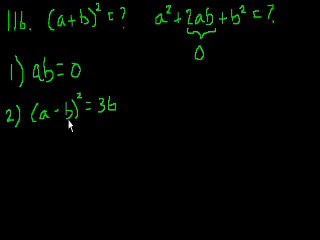 116. (a+b)² = ? a² + 2ab + b² = ?
0
1) ab = 0
2) (a - b)² = 36